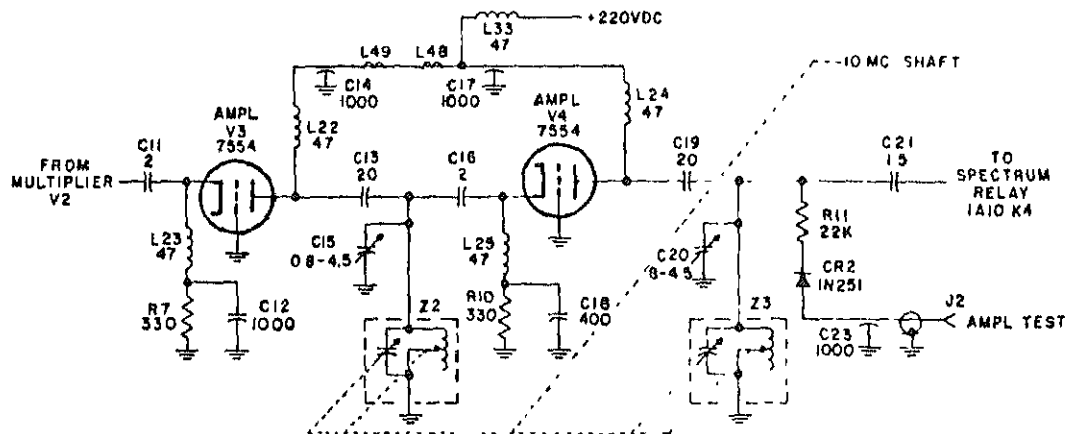 L33
47
+220VDC
L49
L48
C14
1000
C17
1000
10 MC SHAFT
AMPL
V3
7554
L22
47
AMPL
V4
7554
L24
47
FROM
MULTIPLIER
V2
C11
2
C13
20
C16
2
C19
20
C21
15
TO
SPECTRUM
RELAY
1A10 K4
L23
47
C15
0.8-4.5
L25
47
C20
8-4.5
R11
22K
CR2
1N251
R7
330
C12
1000
Z2
R10
330
C18
400
Z3
C23
1000
J2
AMPL TEST